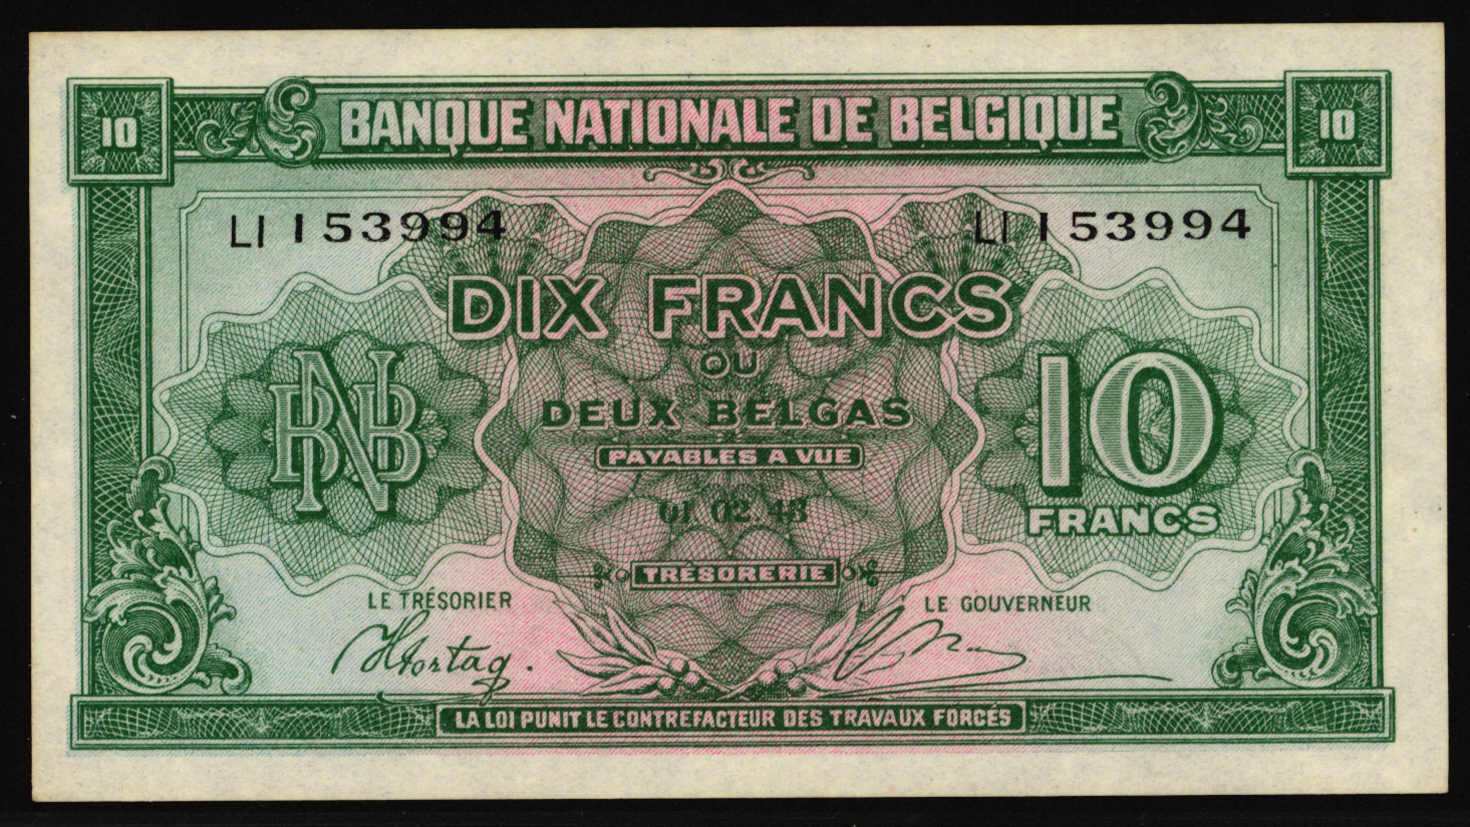 BANQUE NATIONALE DE BELGIQUE
10
10
LI 153994
LI 153994
DIX FRANCS
OU
DEUX BELGAS
PAYABLES A VUE
01 02 43
TRÉSORERIE
BNB
10
FRANCS
LE TRÉSORIER
LE GOUVERNEUR
LA LOI PUNIT LE CONTREFACTEUR DES TRAVAUX FORCÉS